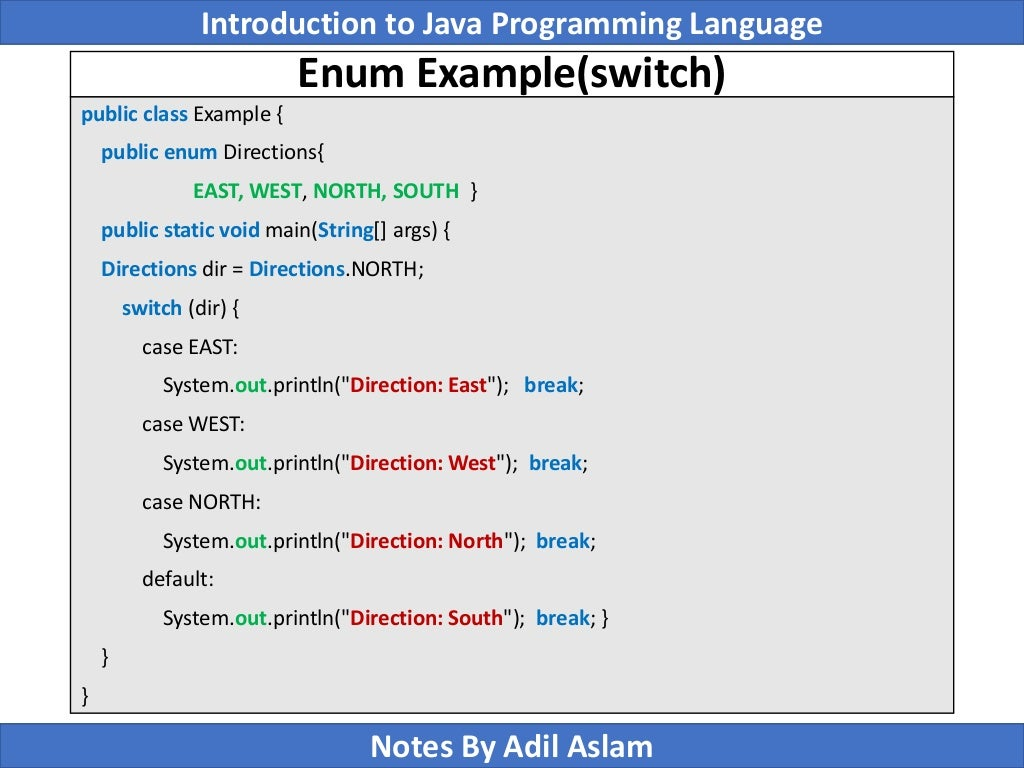 Introduction to Java Programming Language
Enum Example(switch)
public class Example {
public enum Directions{
EAST, WEST, NORTH, SOUTH }
public static void main(String[] args) {
Directions dir = Directions.NORTH;
switch (dir) {
case EAST:
System.out.println("Direction: East"); break;
case WEST:
System.out.println("Direction: West"); break;
case NORTH:
System.out.println("Direction: North"); break;
default:
System.out.println("Direction: South"); break; }
}
}
Notes By Adil Aslam